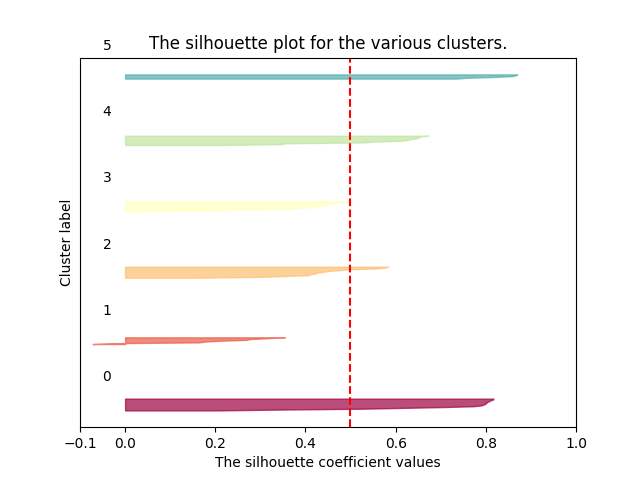 The silhouette plot for the various clusters.
5
4
3
2
1
0
Cluster label
−0.1 0.0 0.2 0.4 0.6 0.8 1.0
The silhouette coefficient values